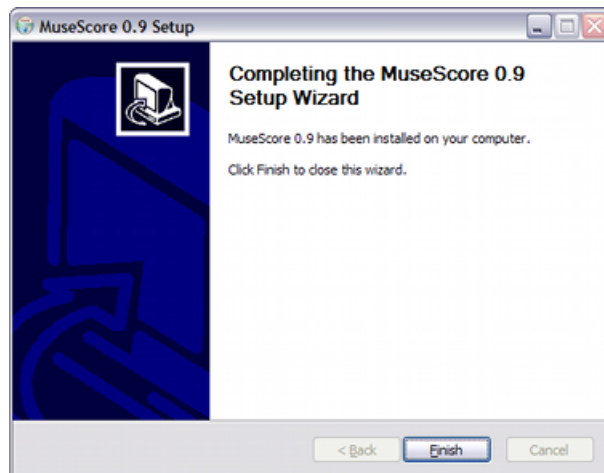 MuseScore 0.9 Setup
Completing the MuseScore 0.9
Setup Wizard
MuseScore 0.9 has been installed on your computer.
Click Finish to close this wizard.
< Back
Finish
Cancel